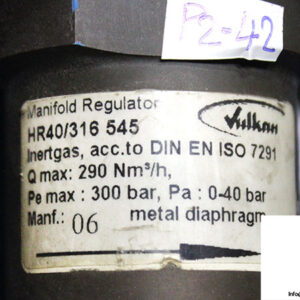 P2-42
Manifold Regulator
Vulkan
HR40/316 545
Inertgas, acc.to DIN EN ISO 7291
Q max: 290 Nm³/h,
Pe max : 300 bar, Pa : 0-40 bar
Manf.: 06 metal diaphragm